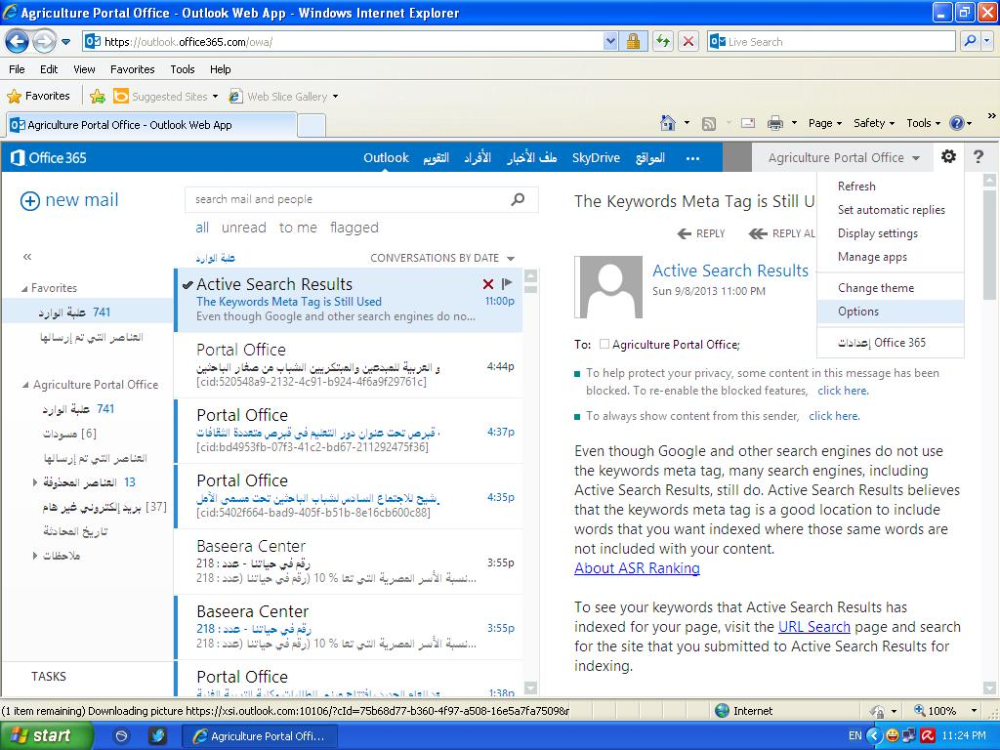 Agriculture Portal Office - Outlook Web App - Windows Internet Explorer
https://outlook.office365.com/owa/
Live Search
File Edit View Favorites Tools Help
Favorites Suggested Sites Web Slice Gallery
Agriculture Portal Office - Outlook Web App
Page Safety Tools »
Office 365 Outlook التقويم الأفراد ملف الأخبار SkyDrive المواقع ••• Agriculture Portal Office ?
Refresh
Set automatic replies
Display settings
Manage apps
Change theme
Options
إعدادات Office 365
new mail
«
Favorites
علبة الوارد 741
العناصر التي تم إرسالها
Agriculture Portal Office
علبة الوارد 741
مسودات [6]
العناصر التي تم إرسالها
العناصر المحذوفة 13
بريد إلكتروني غير هام [37]
تاريخ المحادثة
ملاحظات
TASKS
search mail and people
all unread to me flagged
علبة الوارد CONVERSATIONS BY DATE
Active Search Results
The Keywords Meta Tag is Still Used 11:00p
Even though Google and other search engines do no...
Portal Office
و العربية للمبدعين والمبتكريين الشباب من صغار الباحثين 4:44p
[cid:520548a9-2132-4c91-b924-4f6a9f29761c]
Portal Office
قبرص تحت عنوان دور التعليم في قبرص متعددة الثقافات 4:37p
[cid:bd4953fb-07f3-41c2-bd67-211292475f36]
Portal Office
رشيح للاجتماع السادس لشباب الباحثين تحت مسمى الأمل 4:35p
[cid:5402f664-bad9-405f-b51b-8e16cb600c88]
Baseera Center
رقم في حياتنا - عدد : 218 3:55p
نسبة الأسر المصرية التي تعا % 10 (رقم في حياتنا (عدد : 218...
Baseera Center
رقم في حياتنا - عدد : 218 3:55p
نسبة الأسر المصرية التي تعا % 10 (رقم في حياتنا (عدد : 218...
Portal Office
1:38p
The Keywords Meta Tag is Still U
REPLY REPLY AL
Active Search Results
Sun 9/8/2013 11:00 PM
To: Agriculture Portal Office;
To help protect your privacy, some content in this message has been
blocked. To re-enable the blocked features, click here.
To always show content from this sender, click here.
Even though Google and other search engines do not use
the keywords meta tag, many search engines, including
Active Search Results, still do. Active Search Results believes
that the keywords meta tag is a good location to include
words that you want indexed where those same words are
not included with your content.
About ASR Ranking
To see your keywords that Active Search Results has
indexed for your page, visit the URL Search page and search
for the site that you submitted to Active Search Results for
indexing.
(1 item remaining) Downloading picture https://xsi.outlook.com:10106/?cId=75b68d77-b360-4f97-a508-16e5a7fa7509&r
Internet 100%
start Agriculture Portal Offi... EN 11:24 PM